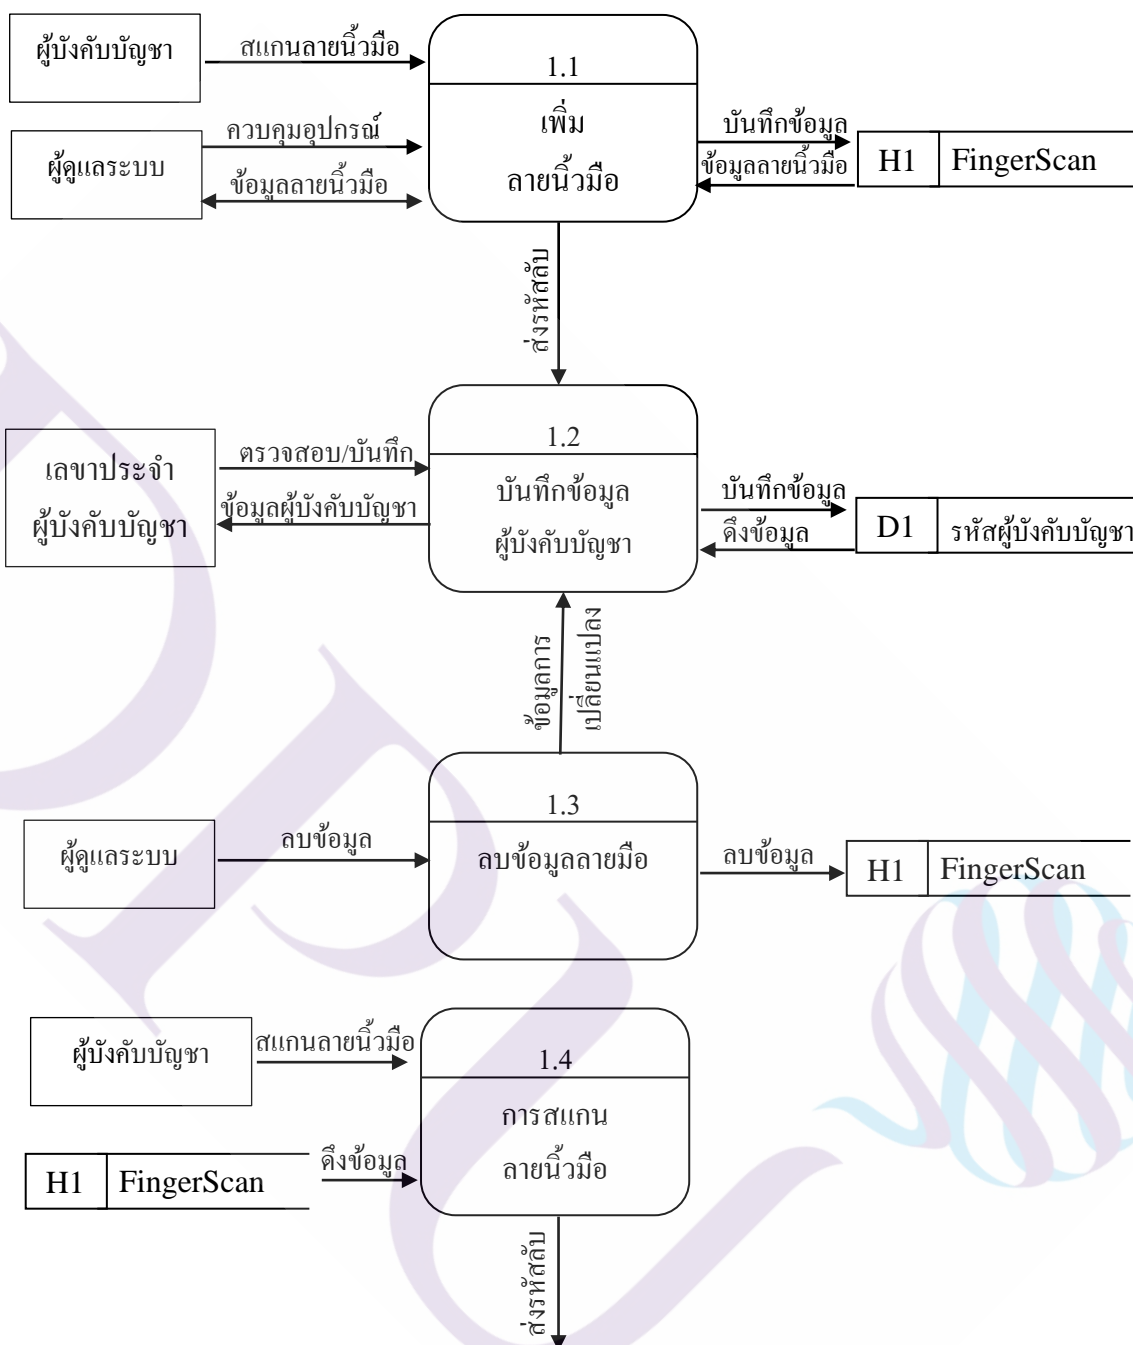 ผู้บังคับบัญชา
สแกนลายนิ้วมือ
1.1
เพิ่ม
ลายนิ้วมือ
ผู้ดูแลระบบ
ควบคุมอุปกรณ์
ข้อมูลลายนิ้วมือ
บันทึกข้อมูล
ข้อมูลลายนิ้วมือ
H1
FingerScan
ส่งรหัสลับ
เลขาประจำ
ผู้บังคับบัญชา
ตรวจสอบ/บันทึก
ข้อมูลผู้บังคับบัญชา
1.2
บันทึกข้อมูล
ผู้บังคับบัญชา
บันทึกข้อมูล
ดึงข้อมูล
D1
รหัสผู้บังคับบัญชา
ข้อมูลการ
เปลี่ยนแปลง
ผู้ดูแลระบบ
ลบข้อมูล
1.3
ลบข้อมูลลายมือ
ลบข้อมูล
H1
FingerScan
ผู้บังคับบัญชา
สแกนลายนิ้วมือ
1.4
การสแกน
ลายนิ้วมือ
H1
FingerScan
ดึงข้อมูล
ส่งรหัสลับ